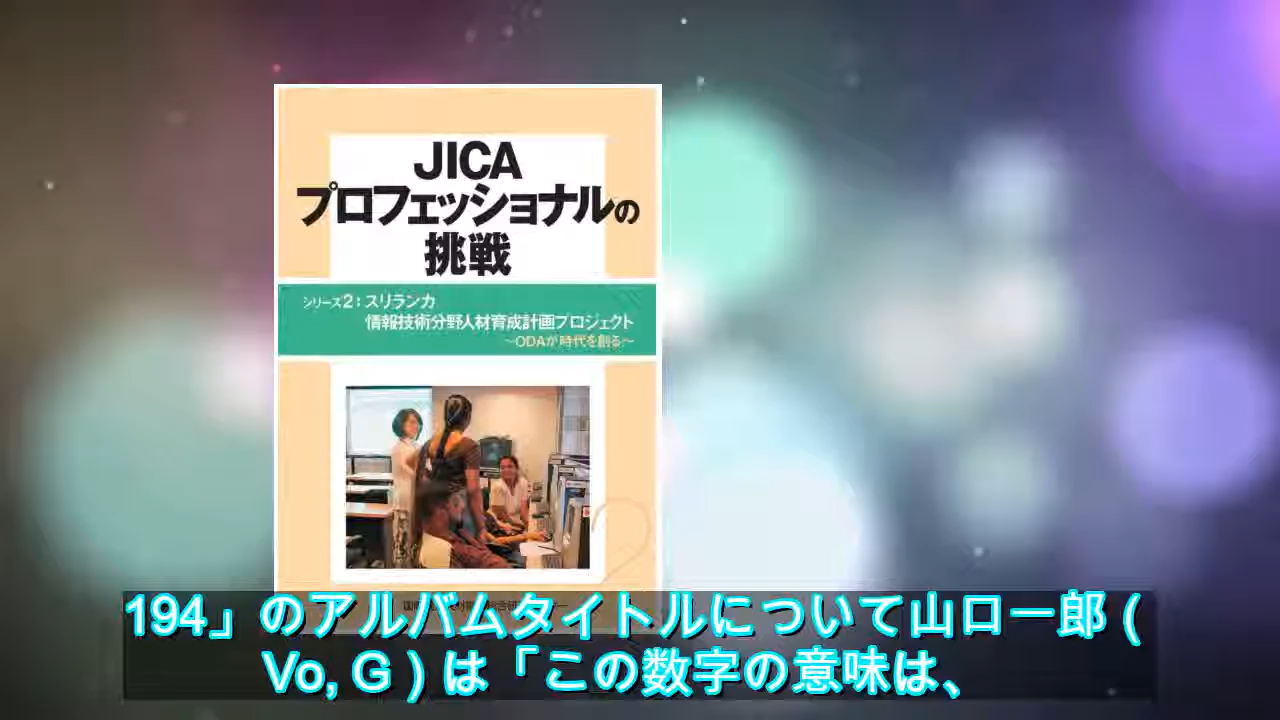 JICA
プロフェッショナルの
挑戦
シリーズ2：スリランカ
情報技術分野人材育成計画プロジェクト
〜ODAが時代を創る〜
194」のアルバムタイトルについて山口一郎 (
Vo, G ) は「この数字の意味は、